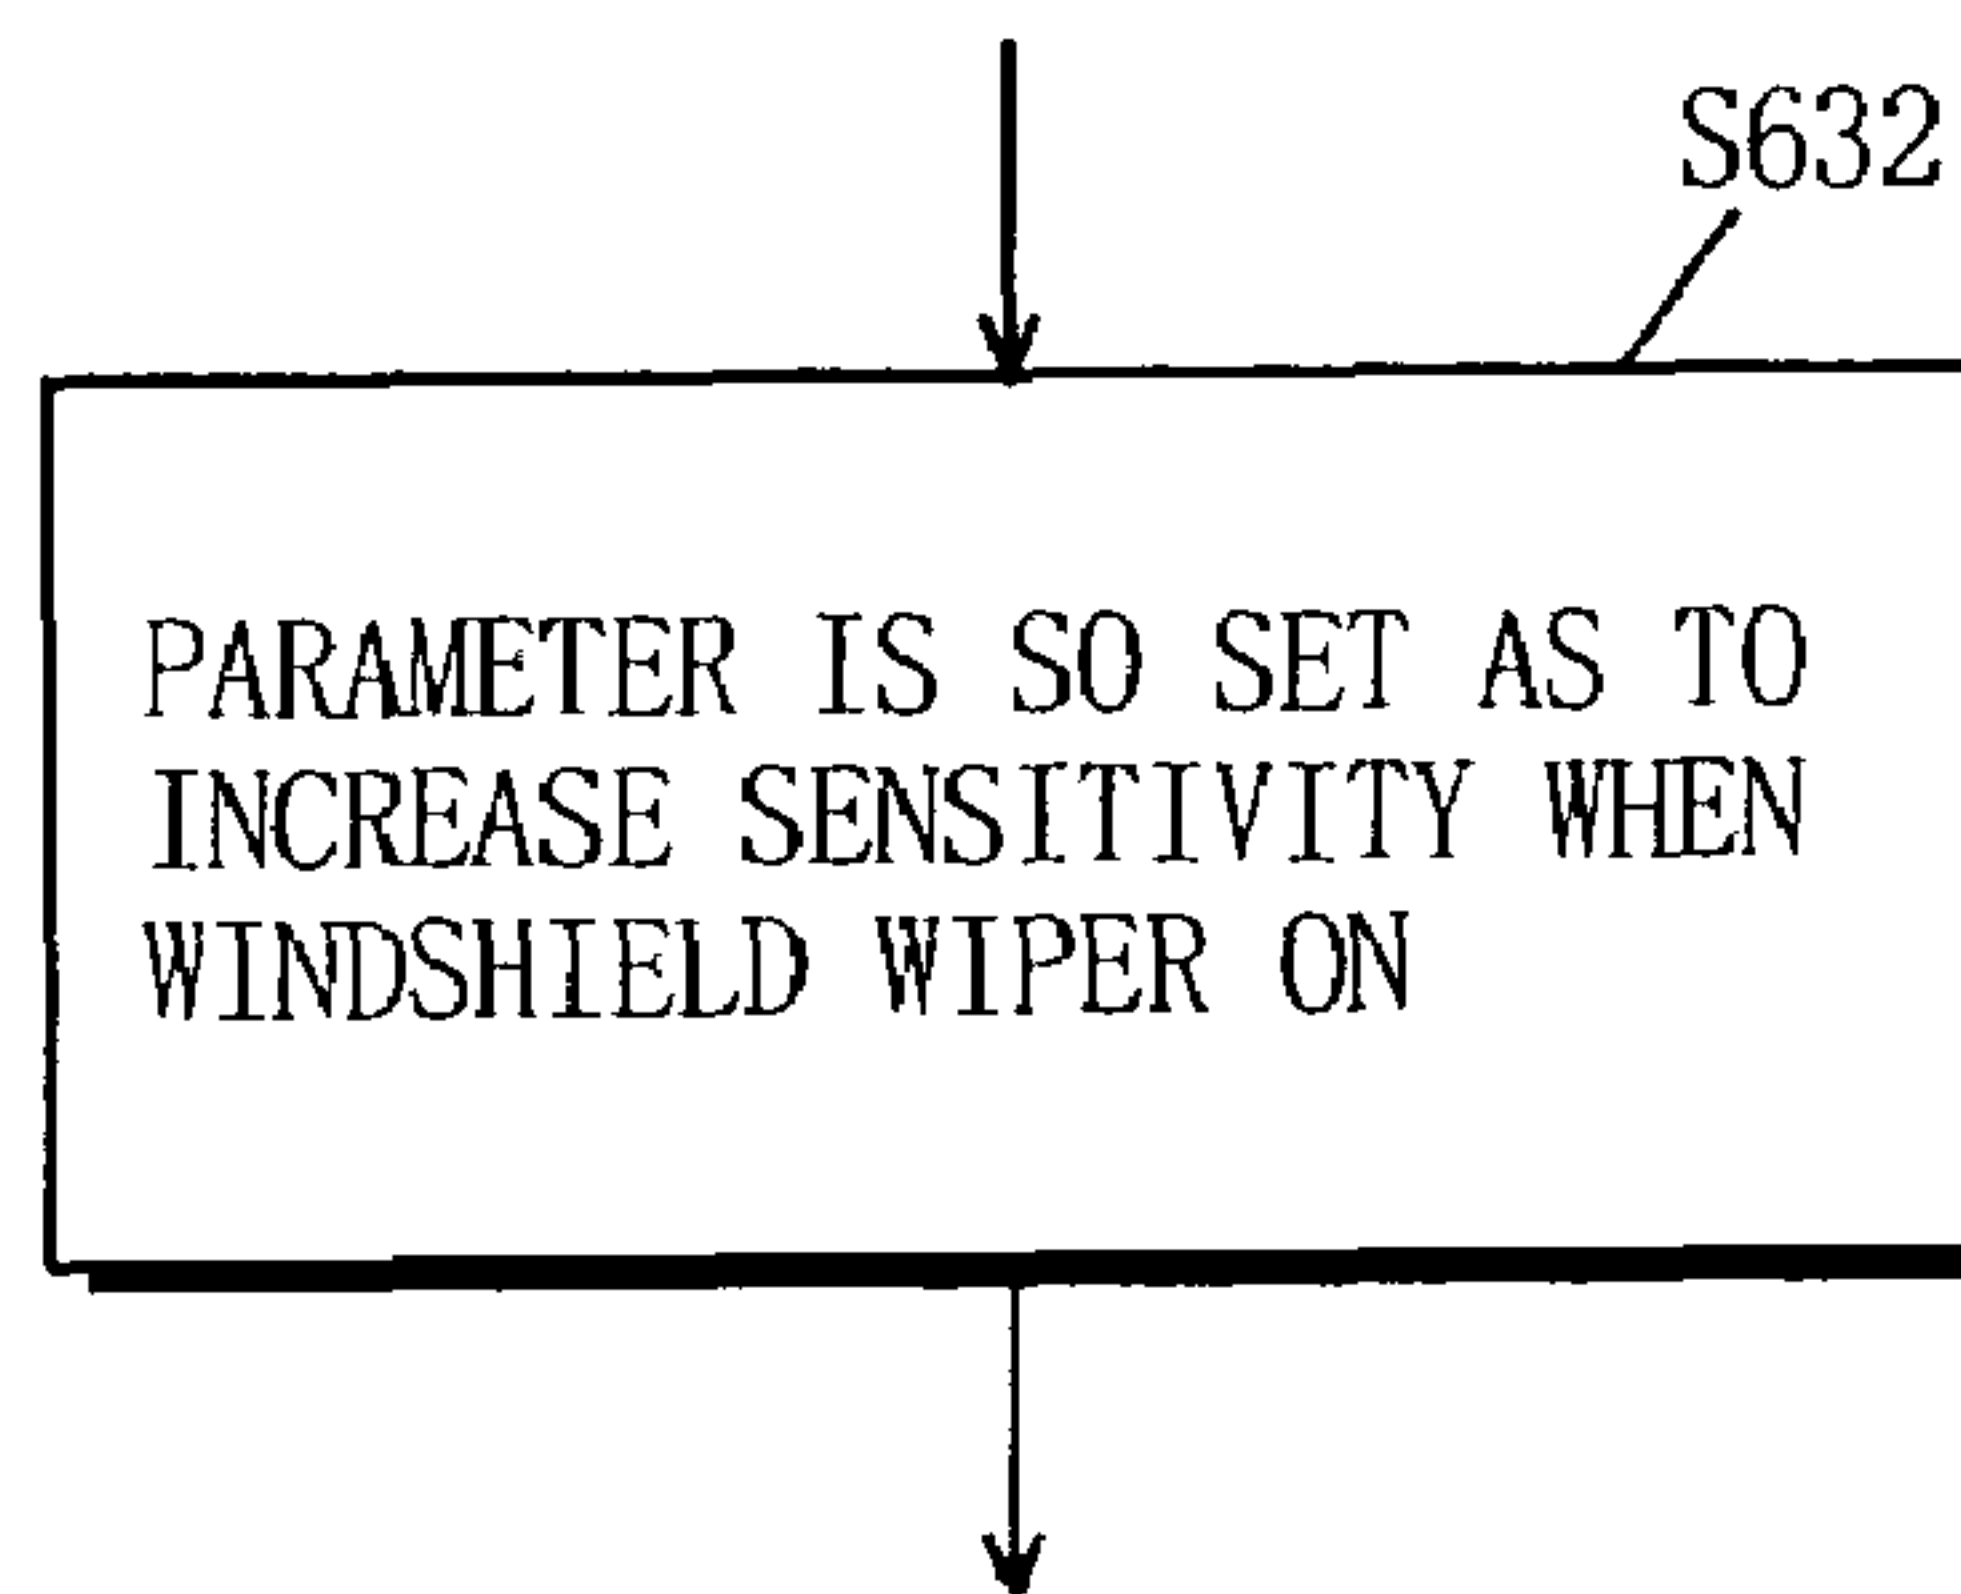 S632
PARAMETER IS SO SET AS TO
INCREASE SENSITIVITY WHEN
WINDSHIELD WIPER ON